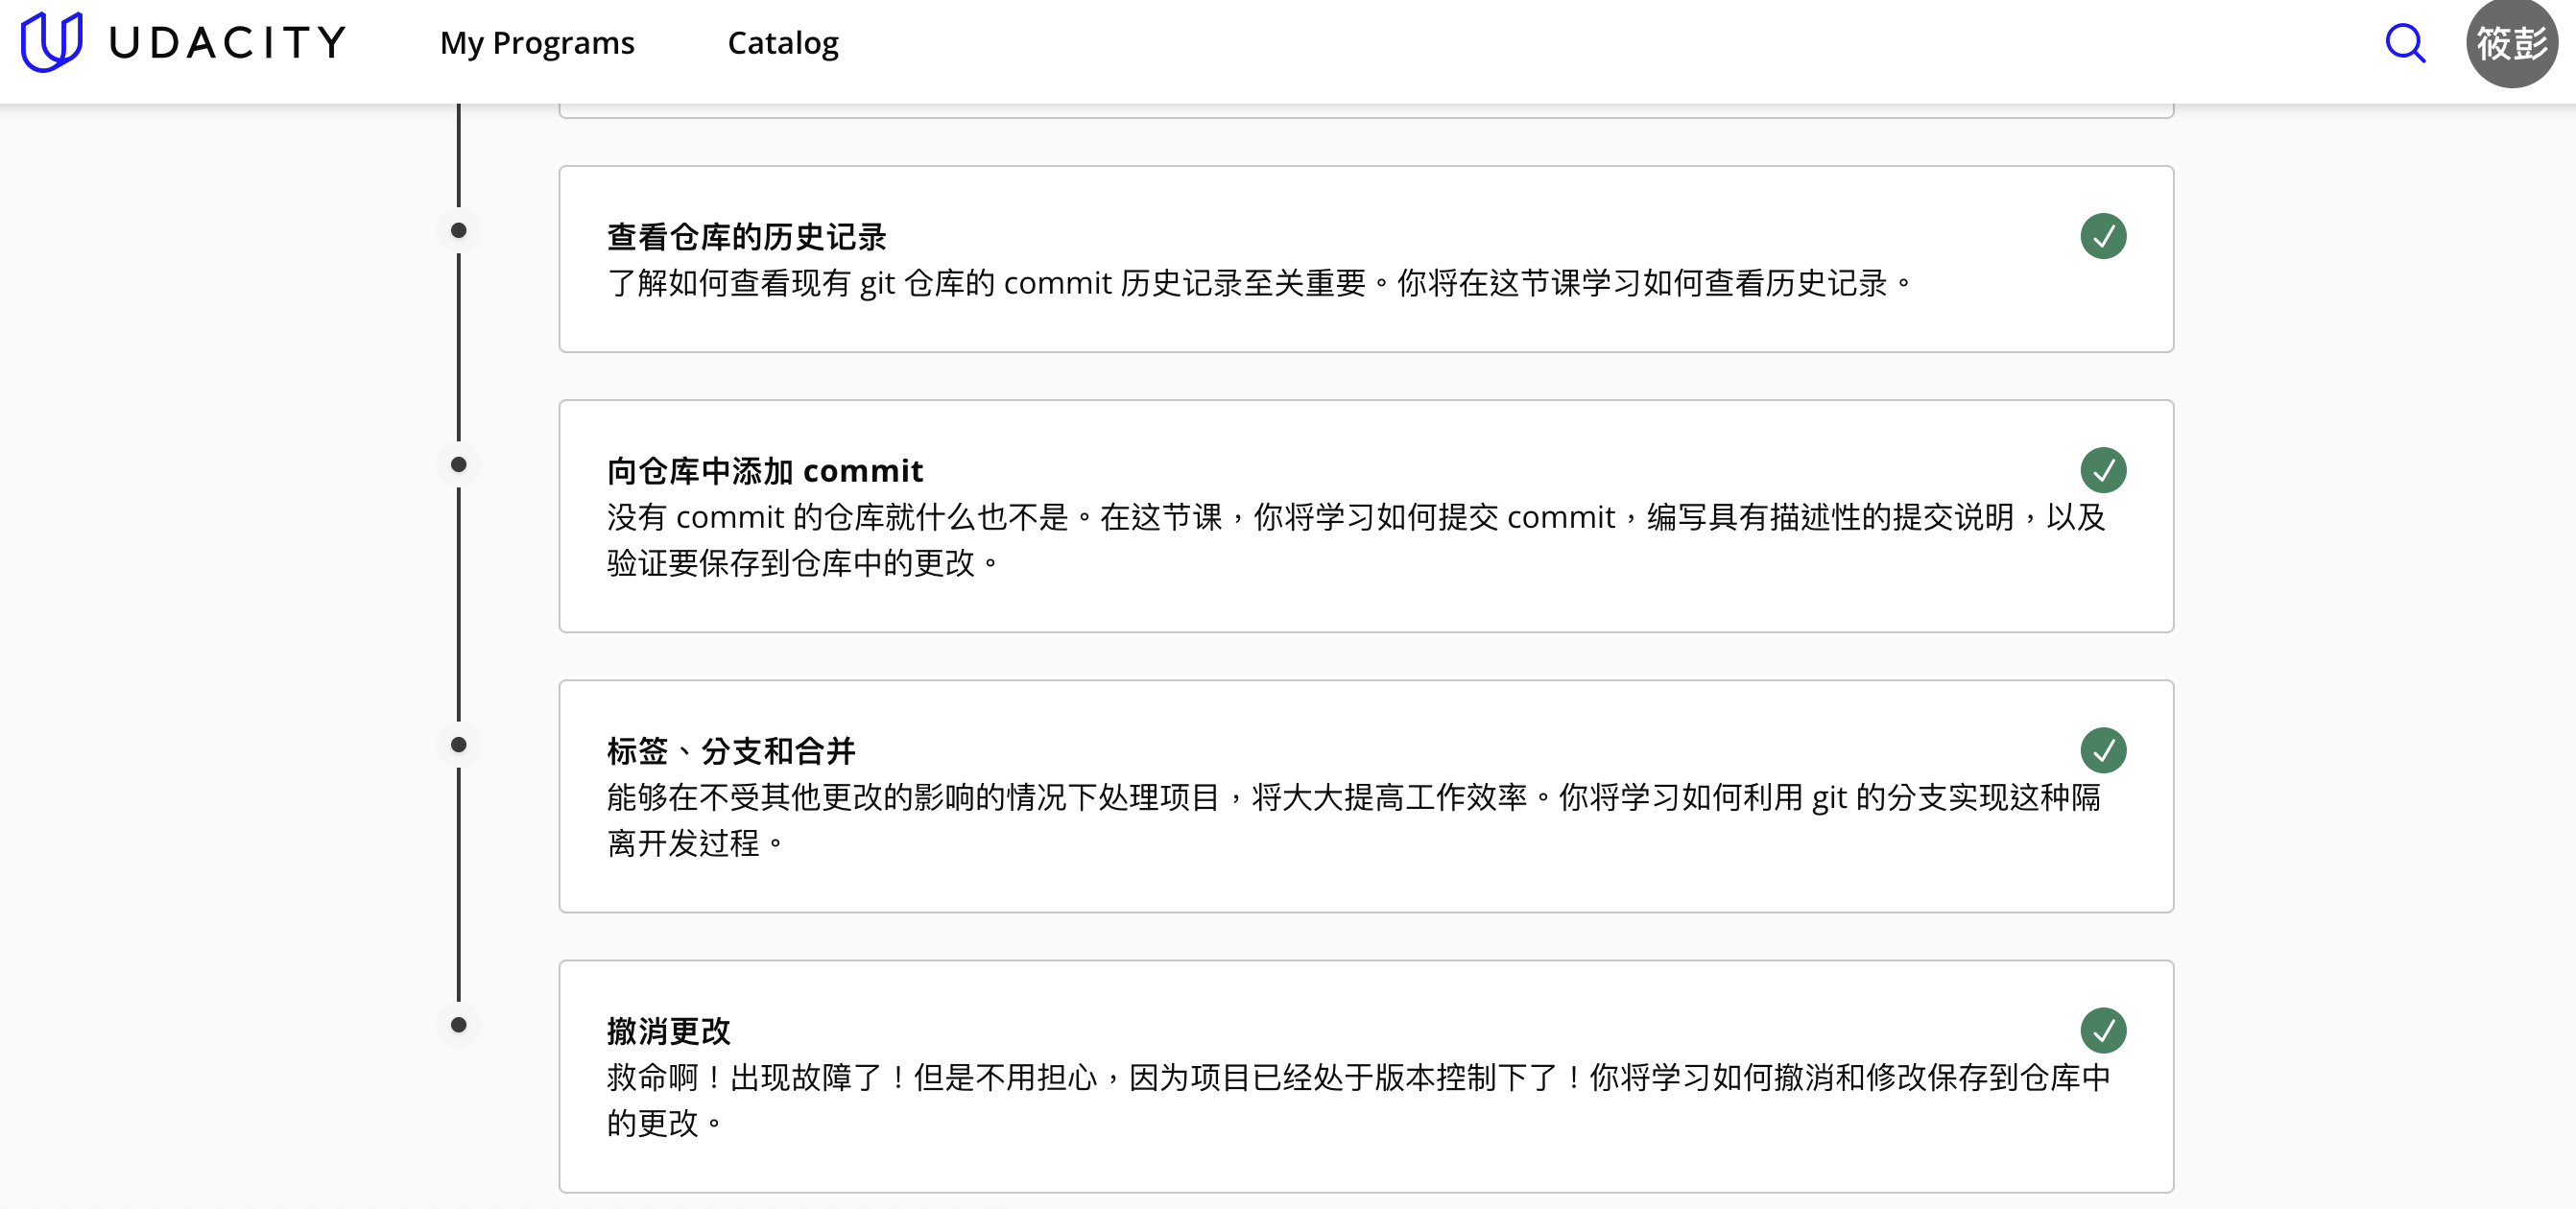 UDACITY My Programs Catalog 筱彭
查看仓库的历史记录
了解如何查看现有 git 仓库的 commit 历史记录至关重要。你将在这节课学习如何查看历史记录。
向仓库中添加 commit
没有 commit 的仓库就什么也不是。在这节课，你将学习如何提交 commit，编写具有描述性的提交说明，以及
验证要保存到仓库中的更改。
标签、分支和合并
能够在不受其他更改的影响的情况下处理项目，将大大提高工作效率。你将学习如何利用 git 的分支实现这种隔
离开发过程。
撤消更改
救命啊！出现故障了！但是不用担心，因为项目已经处于版本控制下了！你将学习如何撤消和修改保存到仓库中
的更改。